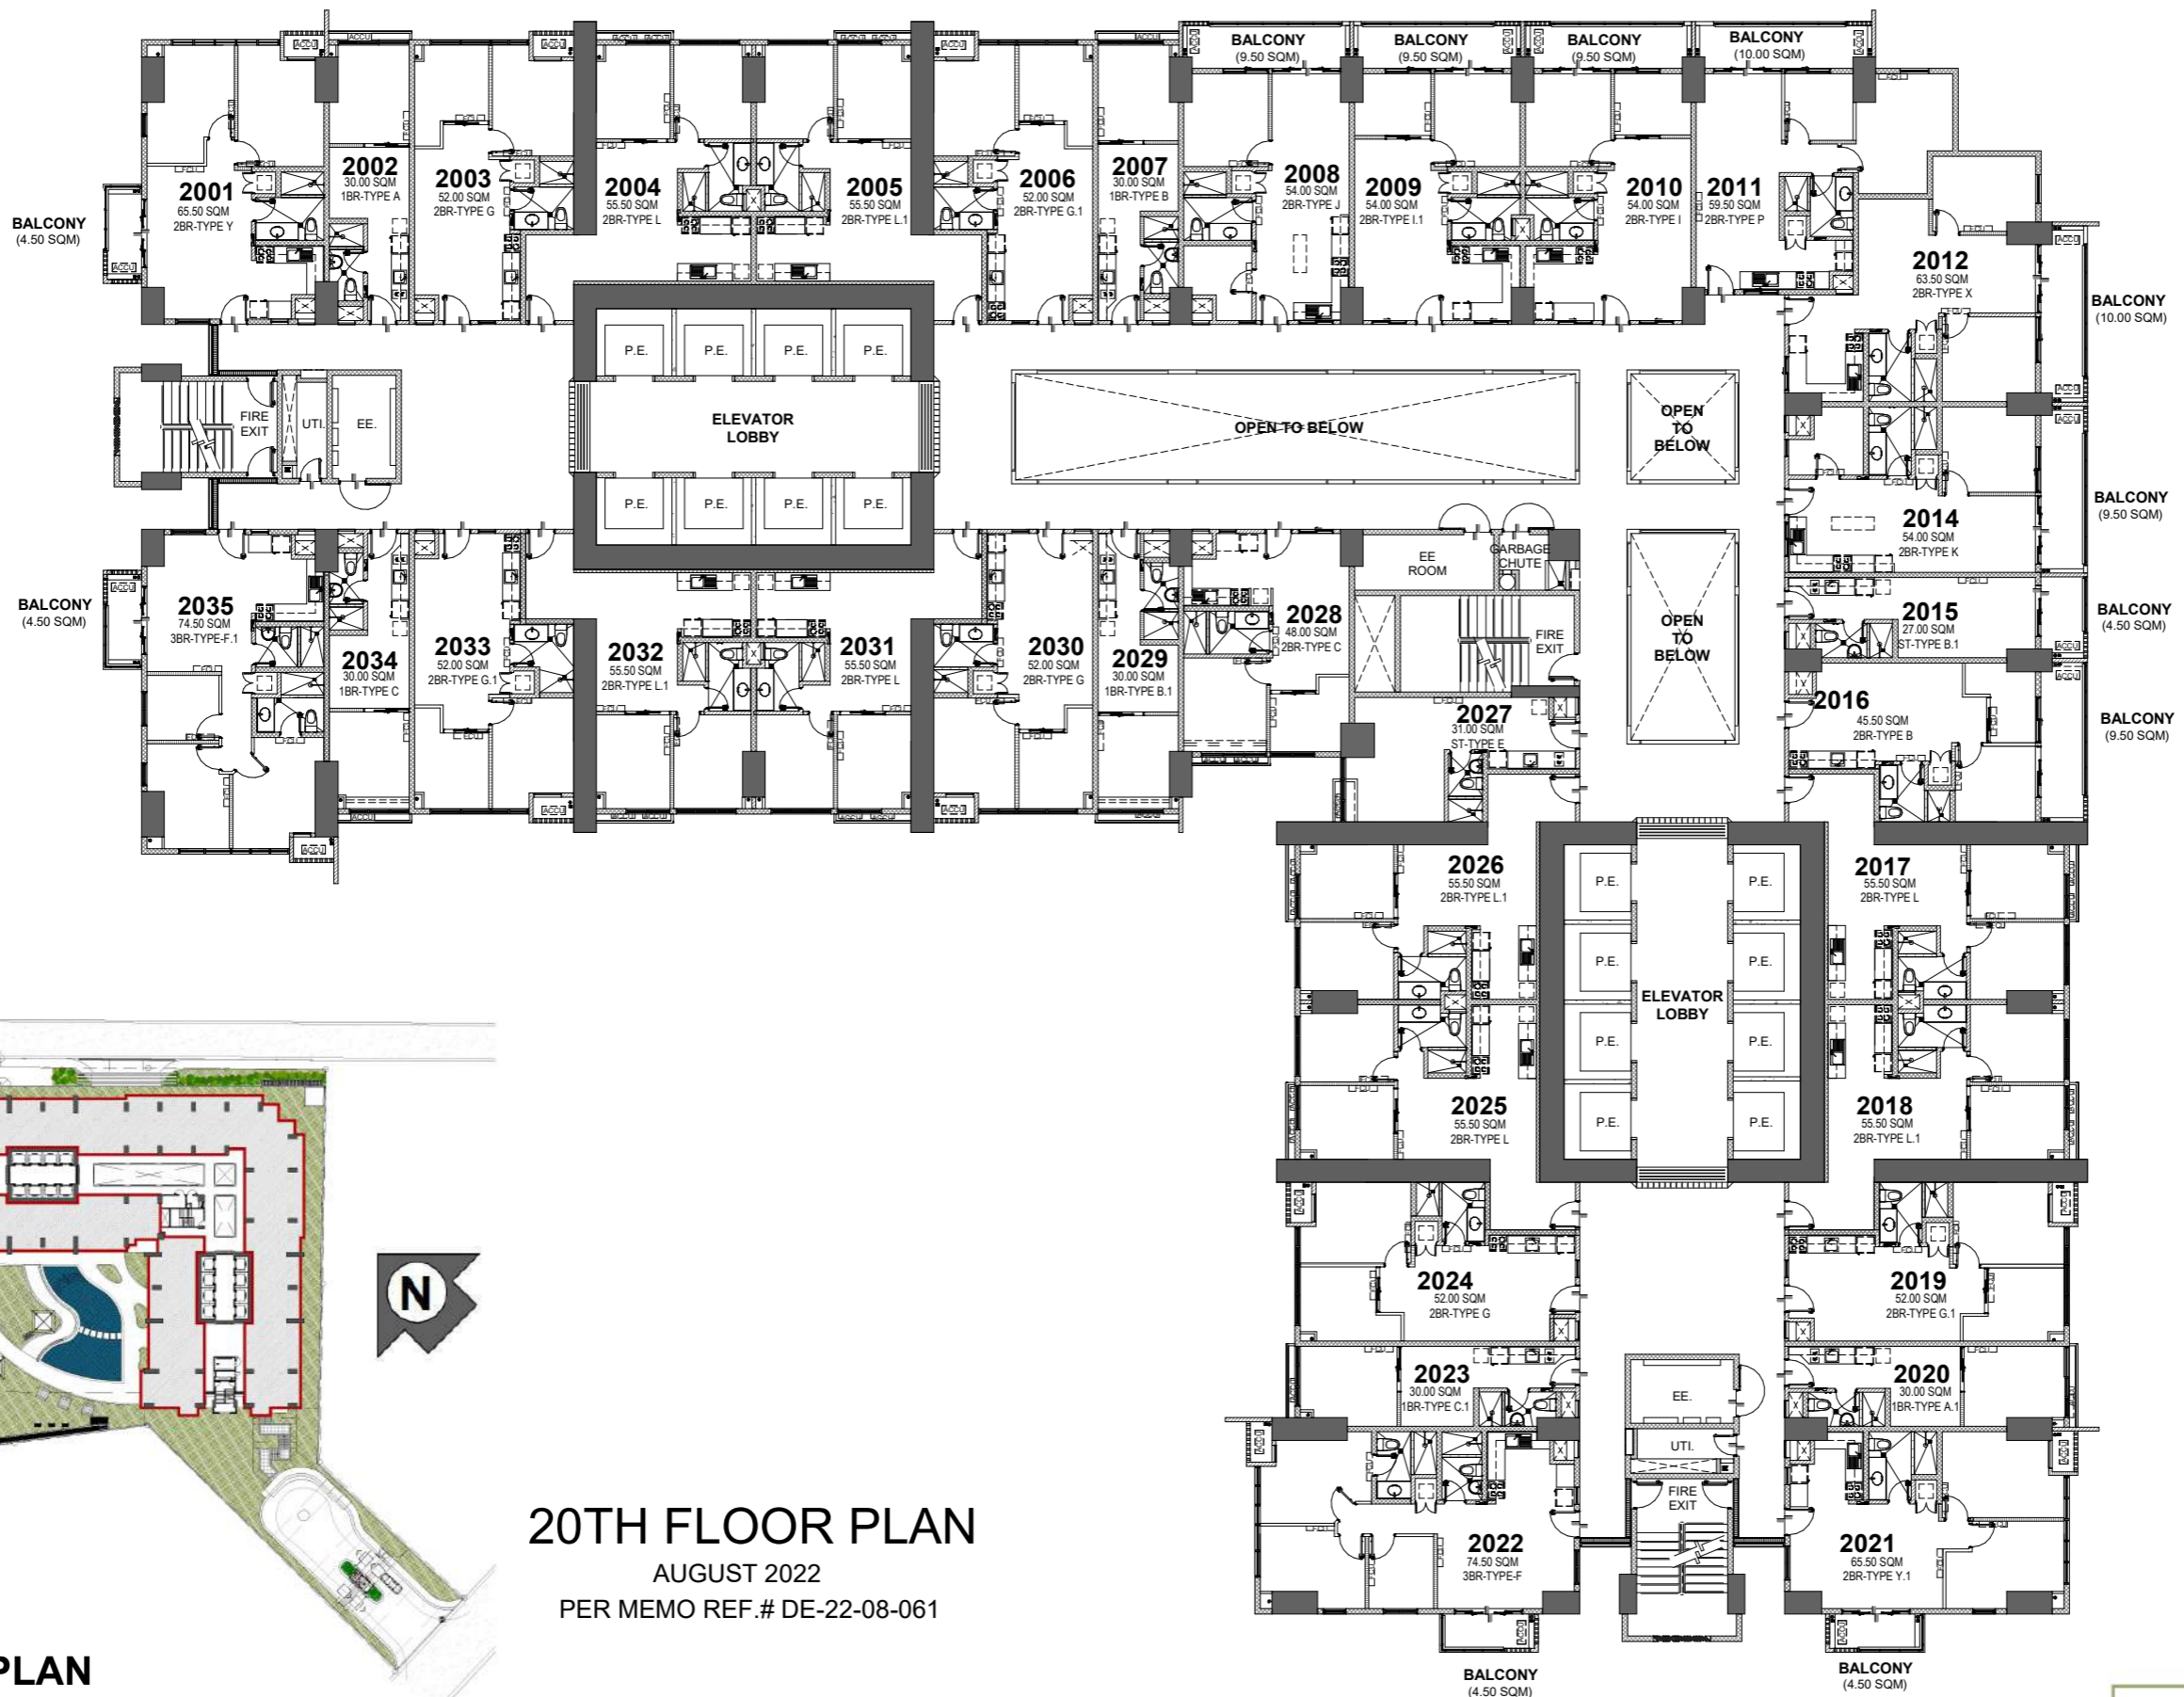 BALCONY
(9.50 SQM)
BALCONY
(9.50 SQM)
BALCONY
(9.50 SQM)
BALCONY
(10.00 SQM)
2001
65.50 SQM
2BR-TYPE Y
BALCONY
(4.50 SQM)
2002
30.00 SQM
1BR-TYPE A
2003
52.00 SQM
2BR-TYPE G
2004
55.50 SQM
2BR-TYPE L
2005
55.50 SQM
2BR-TYPE L.1
2006
52.00 SQM
2BR-TYPE G.1
2007
30.00 SQM
1BR-TYPE B
2008
54.00 SQM
2BR-TYPE J
2009
54.00 SQM
2BR-TYPE I.1
2010
54.00 SQM
2BR-TYPE I
2011
59.50 SQM
2BR-TYPE P
2012
63.50 SQM
2BR-TYPE X
BALCONY
(10.00 SQM)
P.E.
P.E.
P.E.
P.E.
ELEVATOR
LOBBY
P.E.
P.E.
P.E.
P.E.
FIRE
EXIT
UTI.
EE.
OPEN TO BELOW
OPEN
TO
BELOW
OPEN
TO
BELOW
2014
54.00 SQM
2BR-TYPE K
BALCONY
(9.50 SQM)
2015
27.00 SQM
ST-TYPE B.1
BALCONY
(4.50 SQM)
2016
45.50 SQM
2BR-TYPE B
BALCONY
(9.50 SQM)
EE
ROOM
GARBAGE
CHUTE
FIRE
EXIT
2035
74.50 SQM
3BR-TYPE-F.1
BALCONY
(4.50 SQM)
2034
30.00 SQM
1BR-TYPE C
2033
52.00 SQM
2BR-TYPE G.1
2032
55.50 SQM
2BR-TYPE L.1
2031
55.50 SQM
2BR-TYPE L
2030
52.00 SQM
2BR-TYPE G
2029
30.00 SQM
1BR-TYPE B.1
2028
48.00 SQM
2BR-TYPE C
2027
31.00 SQM
ST-TYPE E
2026
55.50 SQM
2BR-TYPE L.1
2017
55.50 SQM
2BR-TYPE L
P.E.
P.E.
P.E.
P.E.
ELEVATOR
LOBBY
P.E.
P.E.
P.E.
P.E.
2025
55.50 SQM
2BR-TYPE L
2018
55.50 SQM
2BR-TYPE L.1
2024
52.00 SQM
2BR-TYPE G
2019
52.00 SQM
2BR-TYPE G.1
2023
30.00 SQM
1BR-TYPE C.1
2020
30.00 SQM
1BR-TYPE A.1
EE.
UTI.
FIRE
EXIT
2022
74.50 SQM
3BR-TYPE-F
2021
65.50 SQM
2BR-TYPE Y.1
BALCONY
(4.50 SQM)
BALCONY
(4.50 SQM)
N
20TH FLOOR PLAN
AUGUST 2022
PER MEMO REF.# DE-22-08-061
PLAN